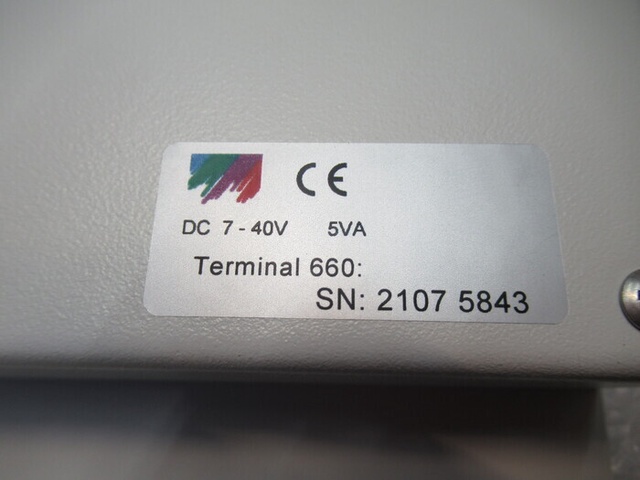 CE
DC 7 - 40V 5VA
Terminal 660:
SN: 2107 5843